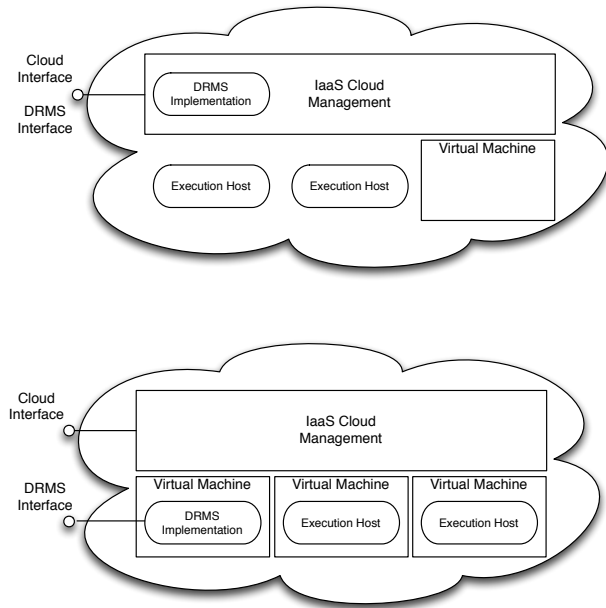 Cloud
Interface
DRMS
Interface
DRMS
Implementation
IaaS Cloud
Management
Execution Host
Execution Host
Virtual Machine
Cloud
Interface
IaaS Cloud
Management
DRMS
Interface
Virtual Machine
DRMS
Implementation
Virtual Machine
Execution Host
Virtual Machine
Execution Host